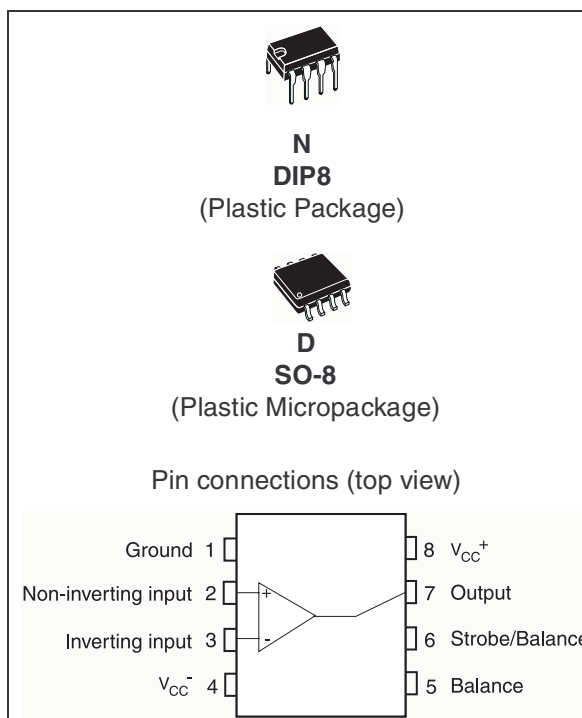 N
DIP8
(Plastic Package)
D
SO-8
(Plastic Micropackage)
Pin connections (top view)
Ground 1
8 VCC+
Non-inverting input 2
+
7 Output
Inverting input 3
-
6 Strobe/Balance
VCC- 4
5 Balance